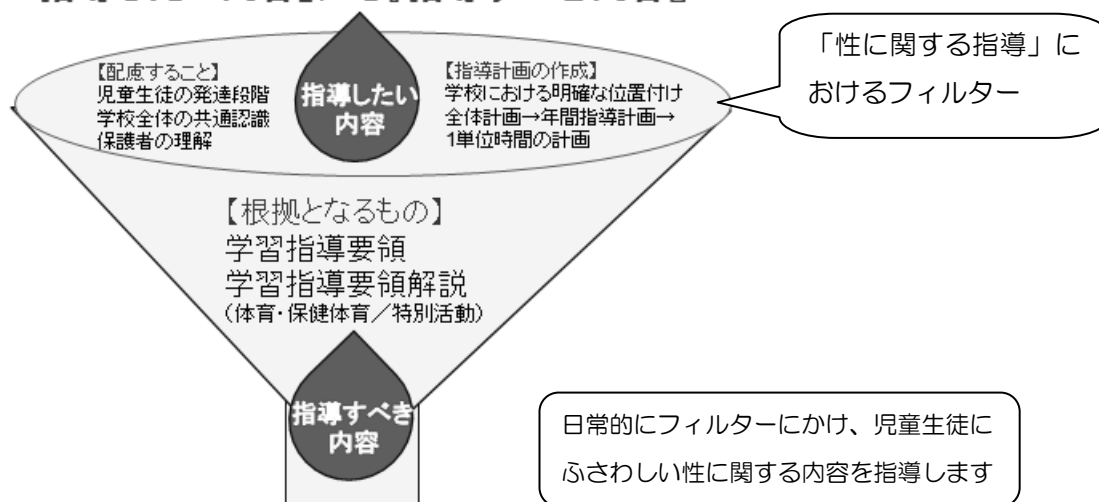 「性に関する指導」に
おけるフィルター
【配慮すること】
児童生徒の発達段階
学校全体の共通認識
保護者の理解
指導したい
内容
【指導計画の作成】
学校における明確な位置付け
全体計画→年間指導計画→
1単位時間の計画
【根拠となるもの】
学習指導要領
学習指導要領解説
(体育・保健体育／特別活動)
指導すべき
内容
日常的にフィルターにかけ、児童生徒に
ふさわしい性に関する内容を指導します